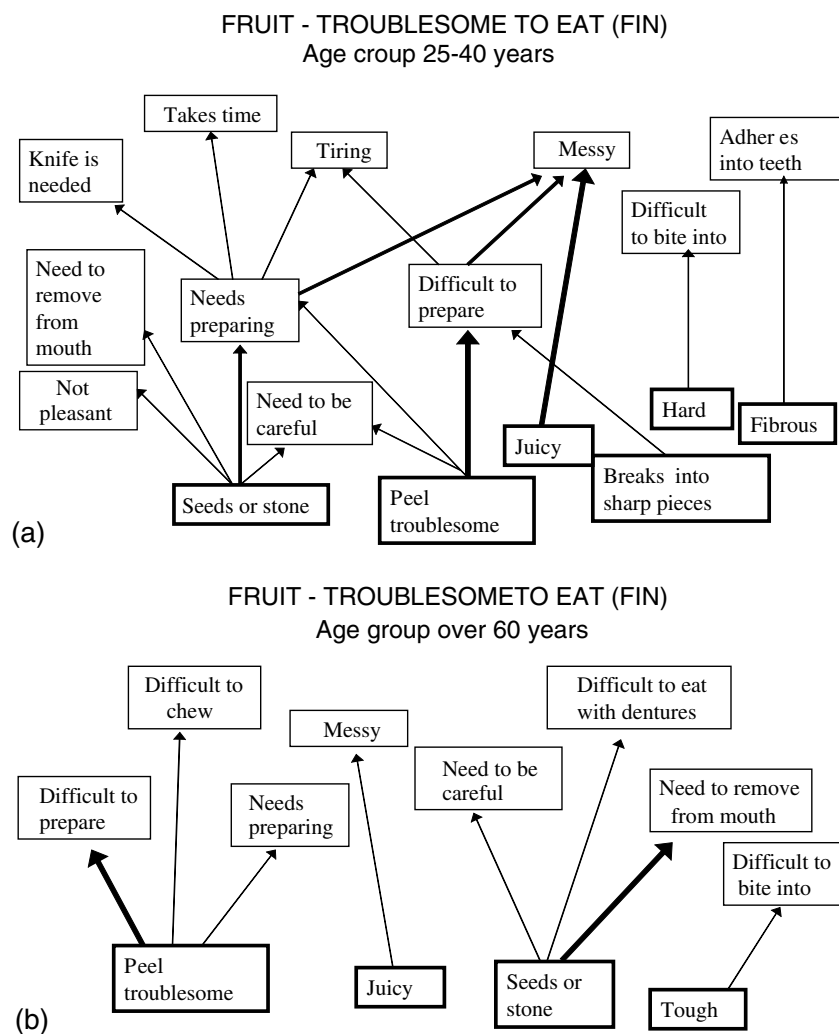 FRUIT - TROUBLESOME TO EAT (FIN)
Age croup 25-40 years
Takes time
Tiring
Messy
Adher es
into teeth
Knife is
needed
Difficult
to bite into
Need to
remove
from
mouth
Needs
preparing
Difficult to
prepare
Not
pleasant
Need to be
careful
Hard
Fibrous
Juicy
Seeds or stone
Peel
troublesome
Breaks into
sharp pieces
(a)
FRUIT - TROUBLESOMETO EAT (FIN)
Age group over 60 years
Difficult to
chew
Messy
Difficult to eat
with dentures
Difficult to
prepare
Needs
preparing
Need to be
careful
Need to remove
from mouth
Difficult to
bite into
Peel
troublesome
Juicy
Seeds or
stone
Tough
(b)